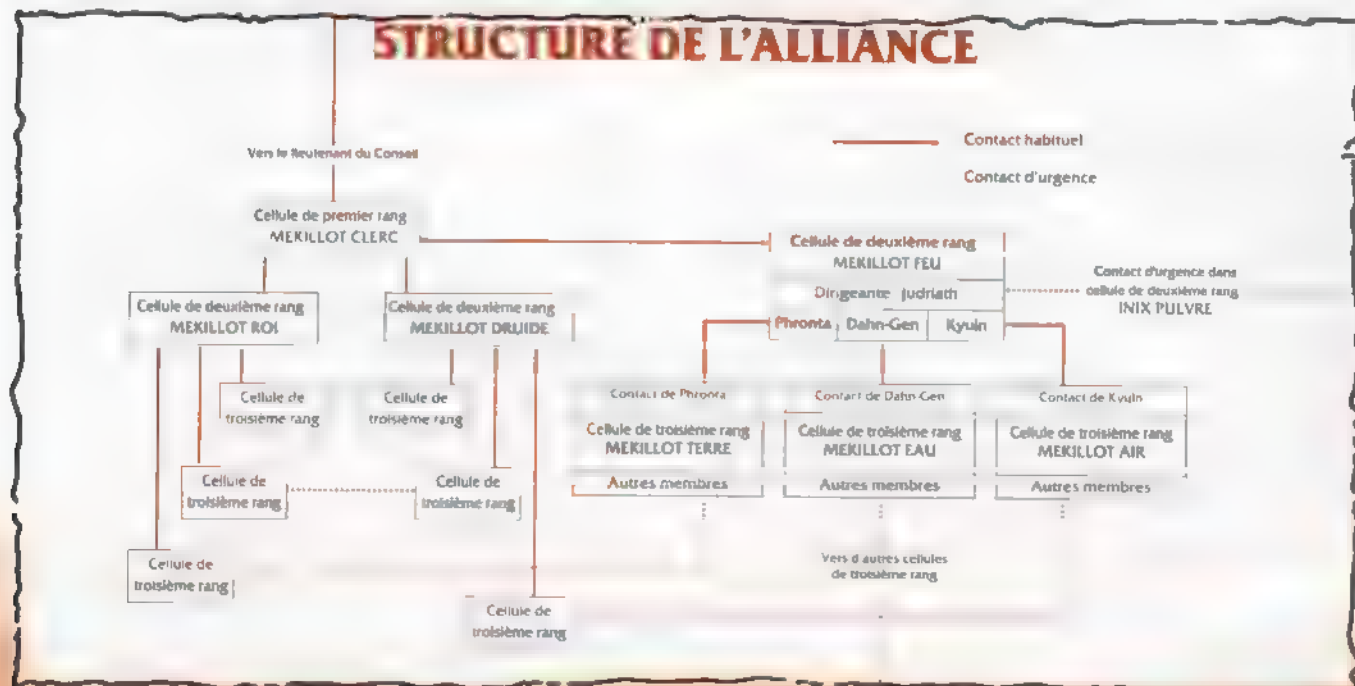 STRUCTURE DE L'ALLIANCE
Vers le lieutenant du Conseil
Contact habituel
Contact d'urgence
Cellule de premier rang
MEKILLOT CLERC
Cellule de deuxième rang
MEKILLOT FEU
Dirigeante Judriath
Phronta Dahn-Gen Kyuln
Contact d'urgence dans
cellule de deuxième rang
INIX PULVRE
Cellule de deuxième rang
MEKILLOT ROI
Cellule de deuxième rang
MEKILLOT DRUIDE
Cellule de
troisième rang
Cellule de
troisième rang
Contact de Phronta
Cellule de troisième rang
MEKILLOT TERRE
Autres membres
Contact de Dahn-Gen
Cellule de troisième rang
MEKILLOT EAU
Autres membres
Contact de Kyuln
Cellule de troisième rang
MEKILLOT AIR
Autres membres
Cellule de
troisième rang
Cellule de
troisième rang
Cellule de
troisième rang
Vers d'autres cellules
de troisième rang
Cellule de
troisième rang